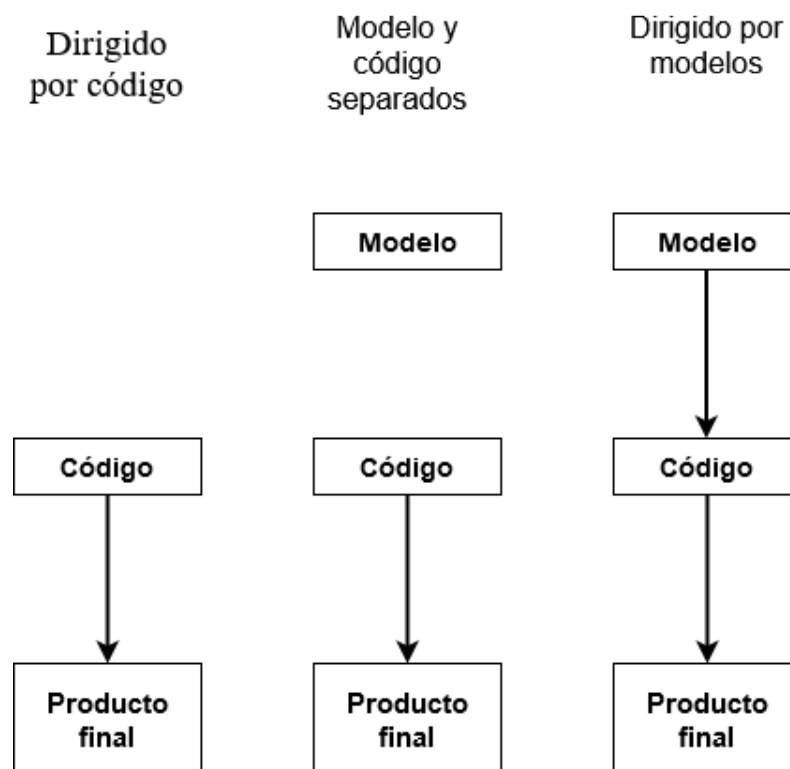 Dirigido
por código
Modelo y
código
separados
Dirigido por
modelos
Modelo
Modelo
Código
Código
Código
Producto
final
Producto
final
Producto
final